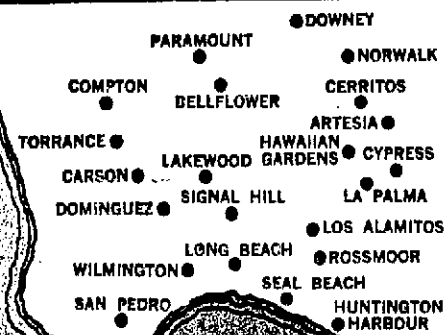 DOWNEY
PARAMOUNT
NORWALK
COMPTON
BELLFLOWER
CERRITOS
ARTESIA
TORRANCE
HAWAIIAN
GARDENS
CYPRESS
LAKEWOOD
CARSON
LA PALMA
SIGNAL HILL
DOMINGUEZ
LOS ALAMITOS
LONG BEACH
ROSSMOOR
WILMINGTON
SEAL BEACH
SAN PEDRO
HUNTINGTON
HARBOUR